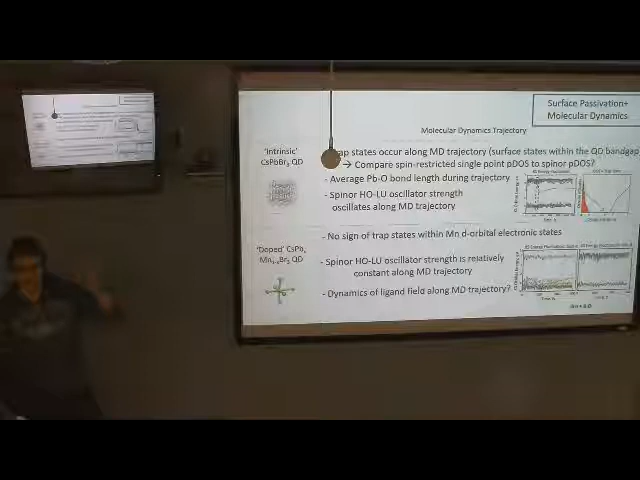 Surface Passivation+
Molecular Dynamics
Molecular Dynamics Trajectory
'Intrinsic'
CsPbBr3 QD
trap states occur along MD trajectory (surface states within the QD bandgap
→ Compare spin-restricted single point pDOS to spinor pDOS?
- Average Pb-O bond length during trajectory
- Spinor HO-LU oscillator strength
oscillates along MD trajectory
- No sign of trap states within Mn d-orbital electronic states
'Doped' CsPb
Br3 QD
- Spinor HO-LU oscillator strength is relatively
constant along MD trajectory
- Dynamics of ligand field along MD trajectory?